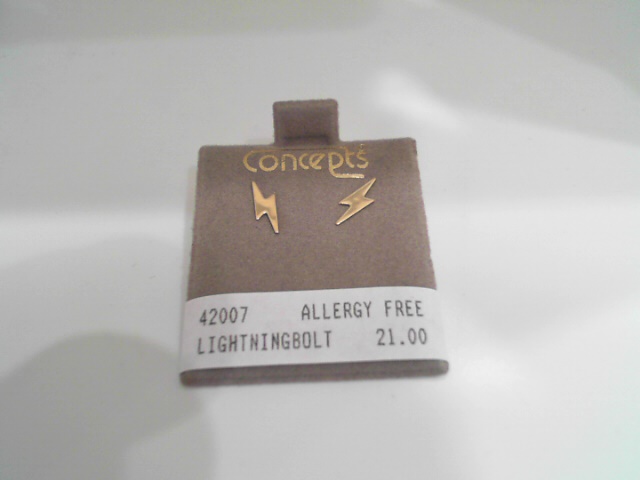 Concepts
42007 ALLERGY FREE
LIGHTNINGBOLT 21.00